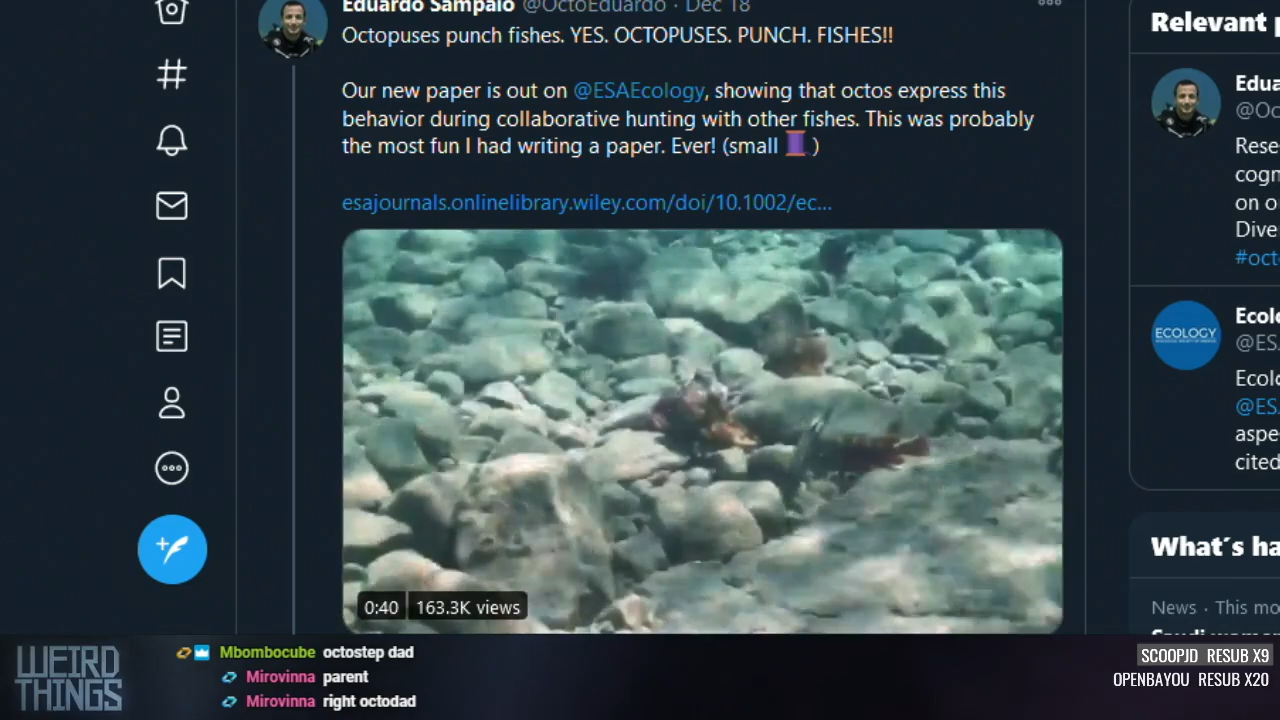 Eduardo Sampaio @OctoEduardo · Dec 18
Octopuses punch fishes. YES. OCTOPUSES. PUNCH. FISHES!!
Our new paper is out on @ESAEcology, showing that octos express this
behavior during collaborative hunting with other fishes. This was probably
the most fun I had writing a paper. Ever! (small 🧵)
esajournals.onlinelibrary.wiley.com/doi/10.1002/ec...
0:40 163.3K views
Relevant p
Edua
@Oc
Rese
cogn
on o
Dive
#oct
ECOLOGY
Ecolo
@ES
Ecolo
@ES
aspe
cited
What's ha
News · This mo
WEIRD
THINGS
Mbombocube octostep dad
Mirovinna parent
Mirovinna right octodad
SCOOPJD RESUB X9
OPENBAYOU RESUB X20